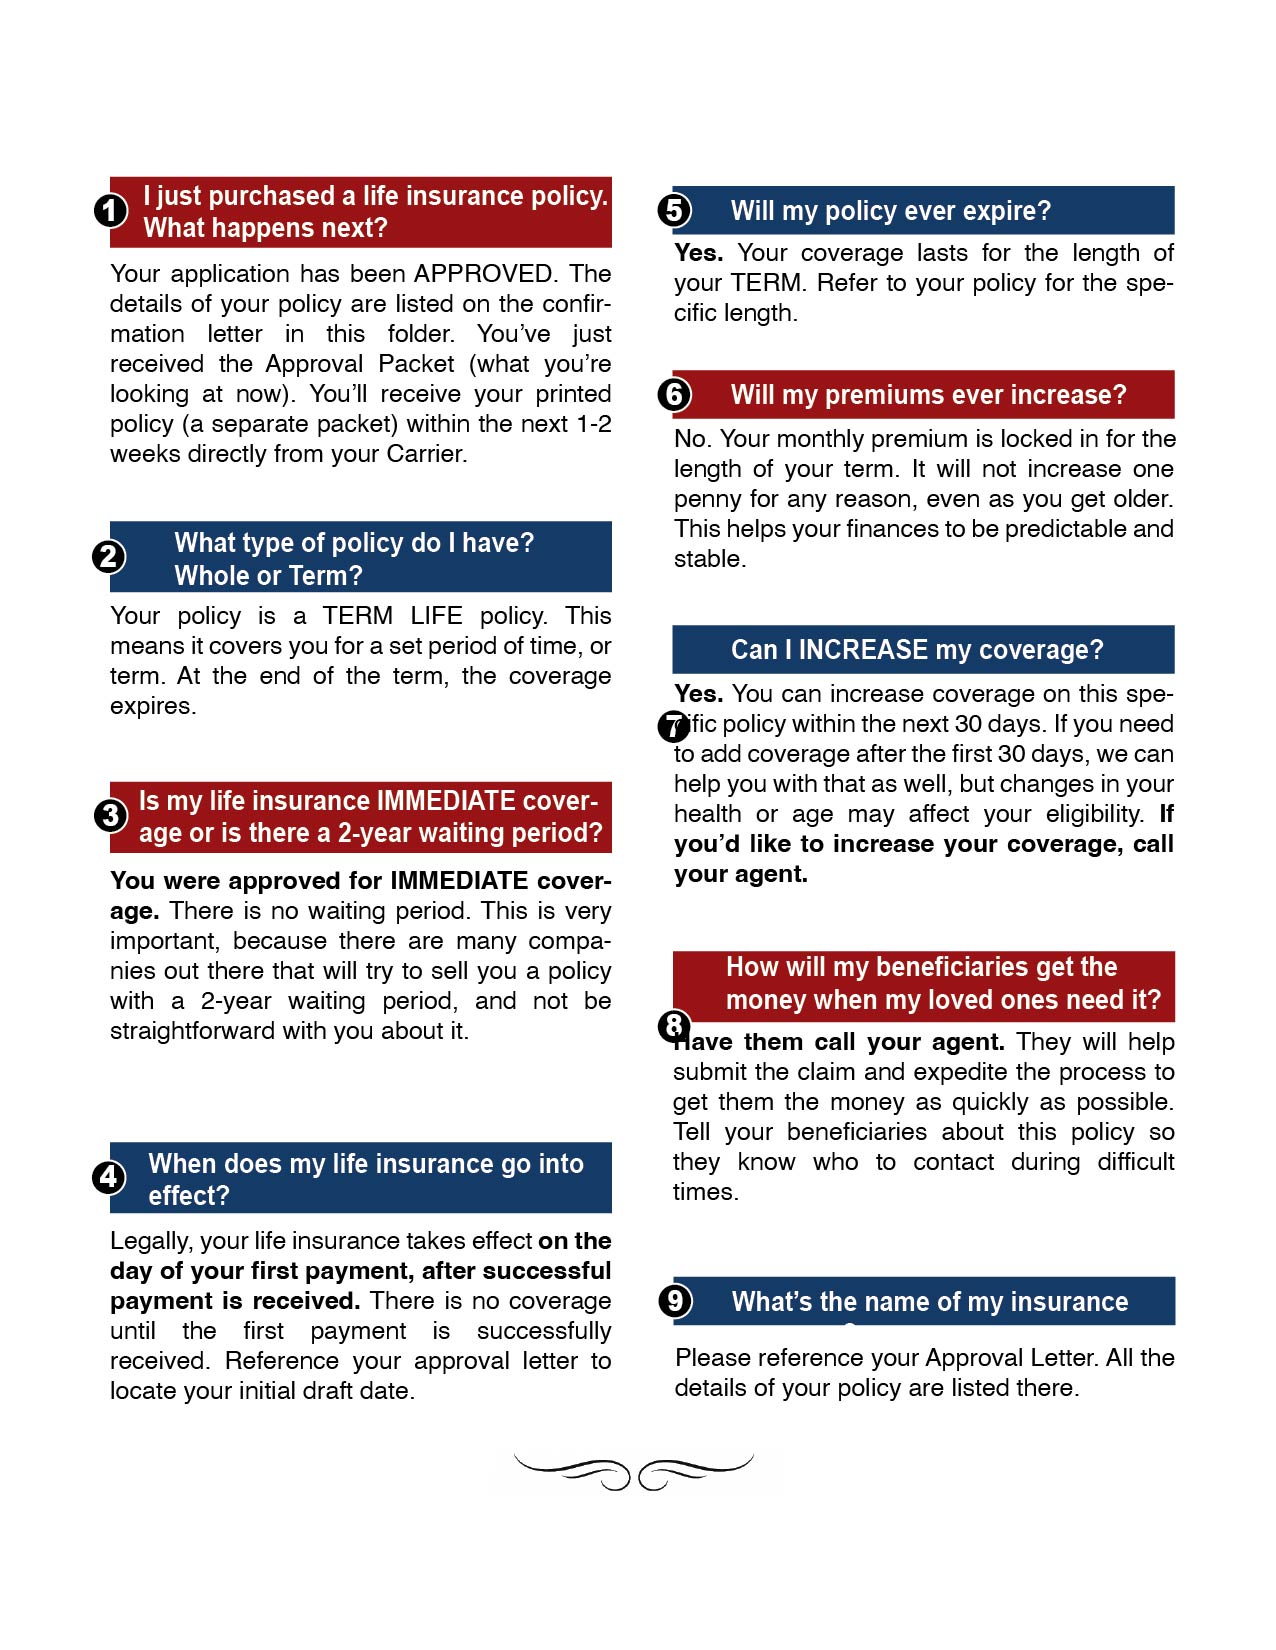 1
I just purchased a life insurance policy.
What happens next?
Your application has been APPROVED. The
details of your policy are listed on the confir-
mation letter in this folder. You’ve just
received the Approval Packet (what you’re
looking at now). You’ll receive your printed
policy (a separate packet) within the next 1-2
weeks directly from your Carrier.
2
What type of policy do I have?
Whole or Term?
Your policy is a TERM LIFE policy. This
means it covers you for a set period of time, or
term. At the end of the term, the coverage
expires.
3
Is my life insurance IMMEDIATE cover-
age or is there a 2-year waiting period?
You were approved for IMMEDIATE cover-
age. There is no waiting period. This is very
important, because there are many compa-
nies out there that will try to sell you a policy
with a 2-year waiting period, and not be
straightforward with you about it.
4
When does my life insurance go into
effect?
Legally, your life insurance takes effect on the
day of your first payment, after successful
payment is received. There is no coverage
until the first payment is successfully
received. Reference your approval letter to
locate your initial draft date.
5
Will my policy ever expire?
Yes. Your coverage lasts for the length of
your TERM. Refer to your policy for the spe-
cific length.
6
Will my premiums ever increase?
No. Your monthly premium is locked in for the
length of your term. It will not increase one
penny for any reason, even as you get older.
This helps your finances to be predictable and
stable.
Can I INCREASE my coverage?
7
Yes. You can increase coverage on this spe-
cific policy within the next 30 days. If you need
to add coverage after the first 30 days, we can
help you with that as well, but changes in your
health or age may affect your eligibility. If
you’d like to increase your coverage, call
your agent.
How will my beneficiaries get the
money when my loved ones need it?
8
Have them call your agent. They will help
submit the claim and expedite the process to
get them the money as quickly as possible.
Tell your beneficiaries about this policy so
they know who to contact during difficult
times.
9
What’s the name of my insurance
Please reference your Approval Letter. All the
details of your policy are listed there.